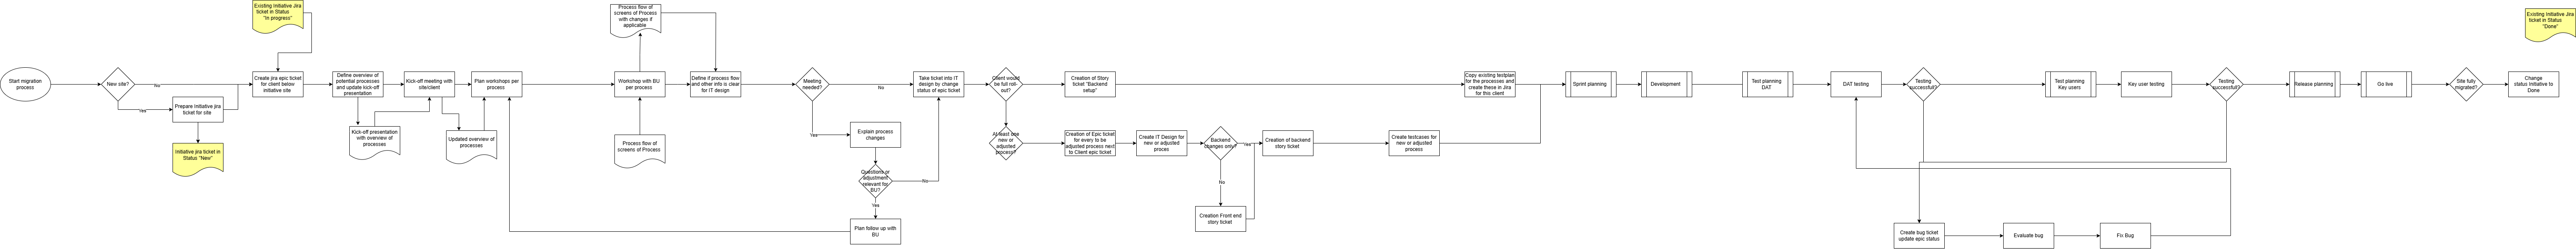 Existing Initiative Jira
ticket in Status
"In progress"
Process flow of
screens of Process
with changes if
applicable
Existing Initiative Jira
ticket in Status
"Done"
Start migration
process
New site?
No
Yes
Prepare Initiative jira
ticket for site
Initiative jira ticket in
Status "New"
Create jira epic ticket
for client below
initiative site
Define overview of
potential processes
and update kick-off
presentation
Kick-off presentation
with overview of
processes
Kick-off meeting with
site/client
Updated overview of
processes
Plan workshops per
process
Workshop with BU
per process
Process flow of
screens of Process
Define if process flow
and other info is clear
for IT design
Meeting
needed?
No
Yes
Explain process
changes
Questions or
adjustment
relevant for
BU?
No
Yes
Plan follow up with
BU
Take ticket into IT
design by change
status of epic ticket
Client would
be full roll-
out?
At least one
new or
adjusted
process?
Creation of Story
ticket "Backend
setup"
Creation of Epic ticket
for every to be
adjusted process next
to Client epic ticket
Create IT Design for
new or adjusted
proces
Backend
changes only?
Yes
No
Creation Front end
story ticket
Creation of backend
story ticket
Create testcases for
new or adjusted
process
Copy existing testplan
for the processes and
create these in Jira for
this client
Sprint planning
Development
Test planning
DAT
DAT testing
Testing
successfull?
Create bug ticket
update epic status
Evaluate bug
Fix Bug
Test planning
Key users
Key user testing
Testing
successfull?
Release planning
Go live
Site fully
migrated?
Change
status Initiative to
Done